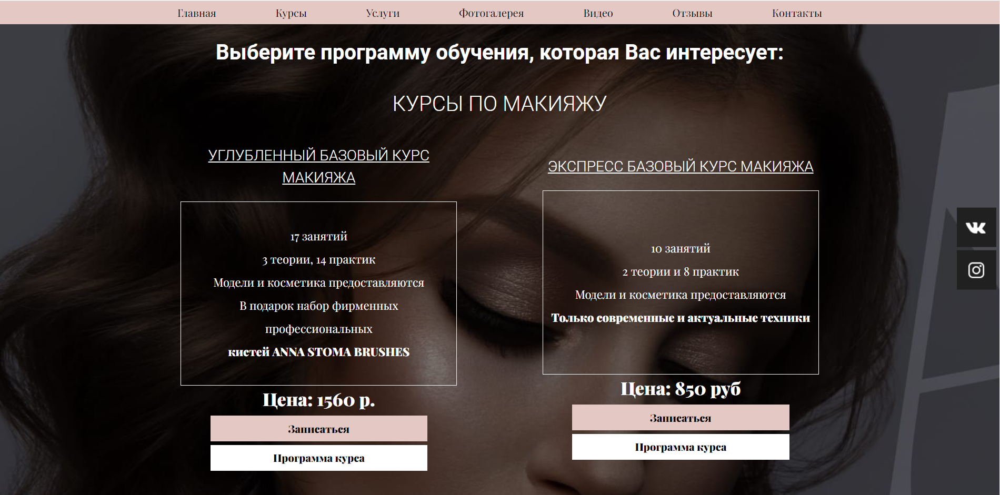 Главная Курсы Услуги Фотогалерея Видео Отзывы Контакты
Выберите программу обучения, которая Вас интересует:
КУРСЫ ПО МАКИЯЖУ
УГЛУБЛЕННЫЙ БАЗОВЫЙ КУРС
МАКИЯЖА
17 занятий
3 теории, 14 практик
Модели и косметика предоставляются
В подарок набор фирменных
профессиональных
кистей ANNA STOMA BRUSHES
Цена: 1560 р.
Записаться
Программа курса
ЭКСПРЕСС БАЗОВЫЙ КУРС МАКИЯЖА
10 занятий
2 теории и 8 практик
Модели и косметика предоставляются
Только современные и актуальные техники
Цена: 850 руб
Записаться
Программа курса